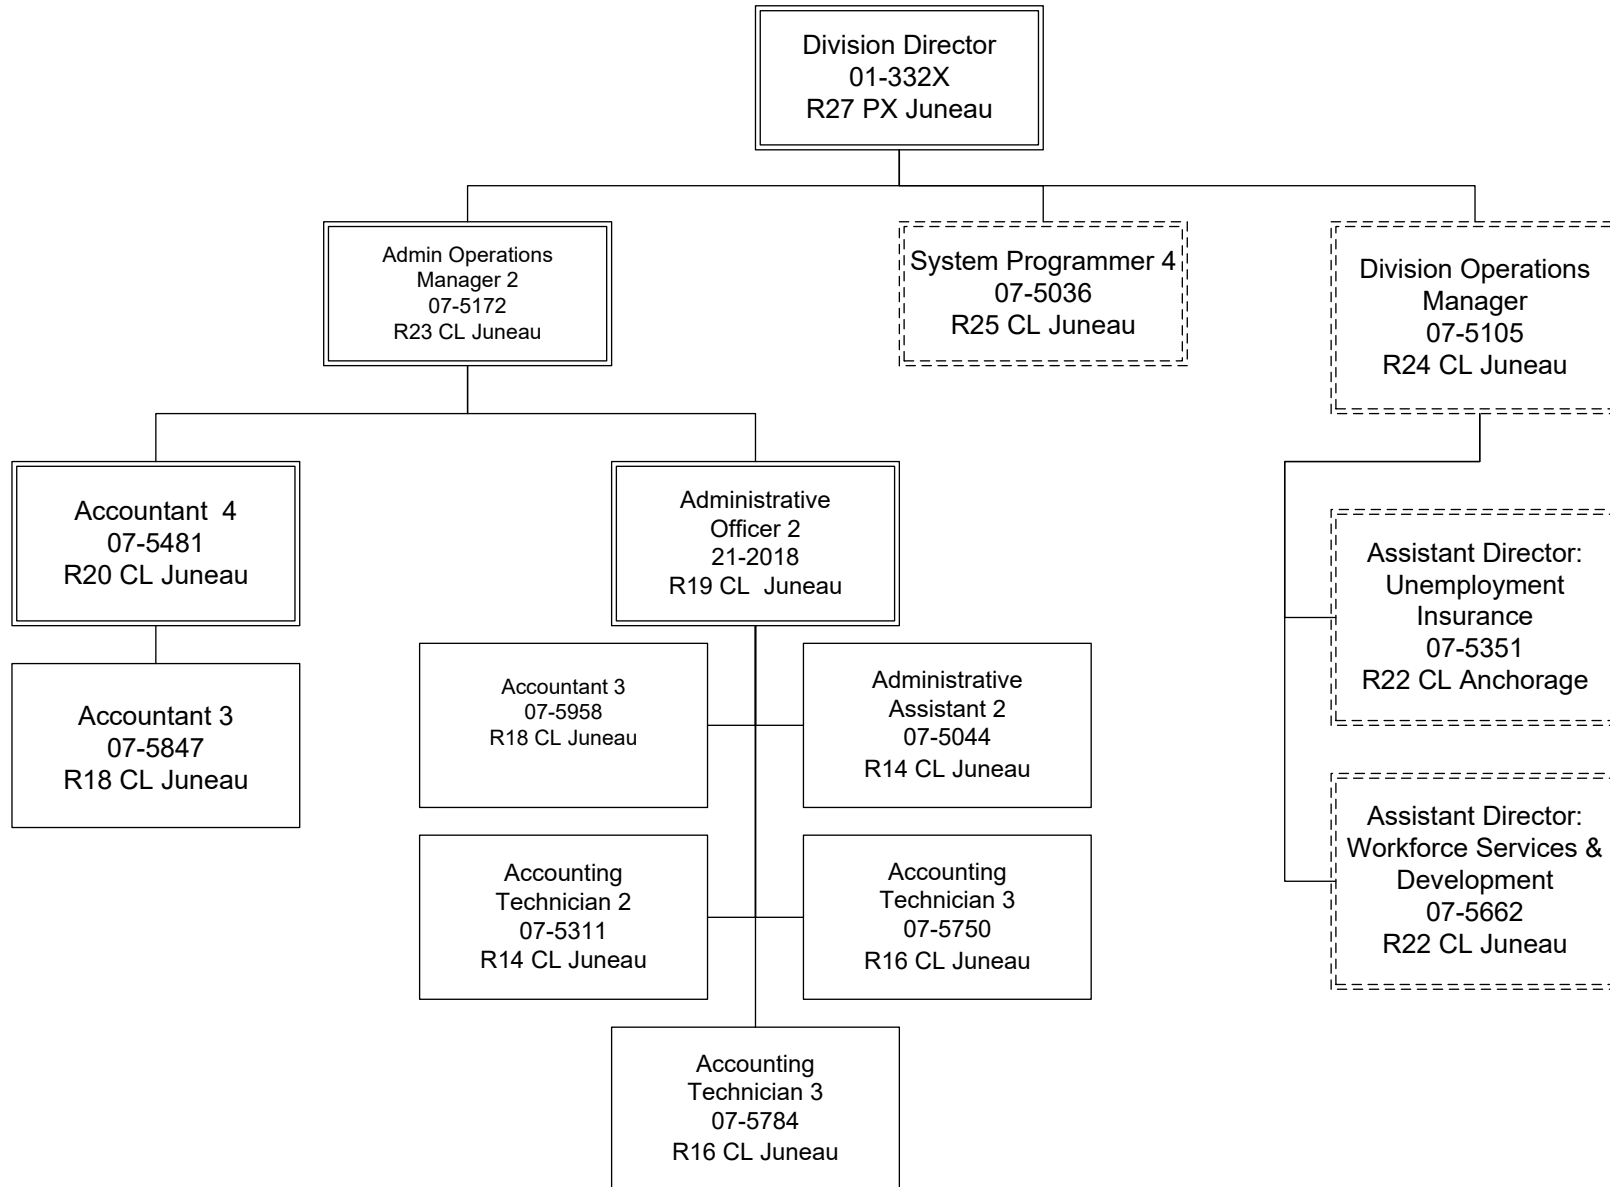 Division Director
01-332X
R27 PX Juneau
Admin Operations
Manager 2
07-5172
R23 CL Juneau
System Programmer 4
07-5036
R25 CL Juneau
Division Operations
Manager
07-5105
R24 CL Juneau
Accountant  4
07-5481
R20 CL Juneau
Administrative
Officer 2
21-2018
R19 CL  Juneau
Assistant Director:
Unemployment
Insurance
07-5351
R22 CL Anchorage
Accountant 3
07-5847
R18 CL Juneau
Accountant 3
07-5958
R18 CL Juneau
Administrative
Assistant 2
07-5044
R14 CL Juneau
Assistant Director:
Workforce Services &
Development
07-5662
R22 CL Juneau
Accounting
Technician 2
07-5311
R14 CL Juneau
Accounting
Technician 3
07-5750
R16 CL Juneau
Accounting
Technician 3
07-5784
R16 CL Juneau